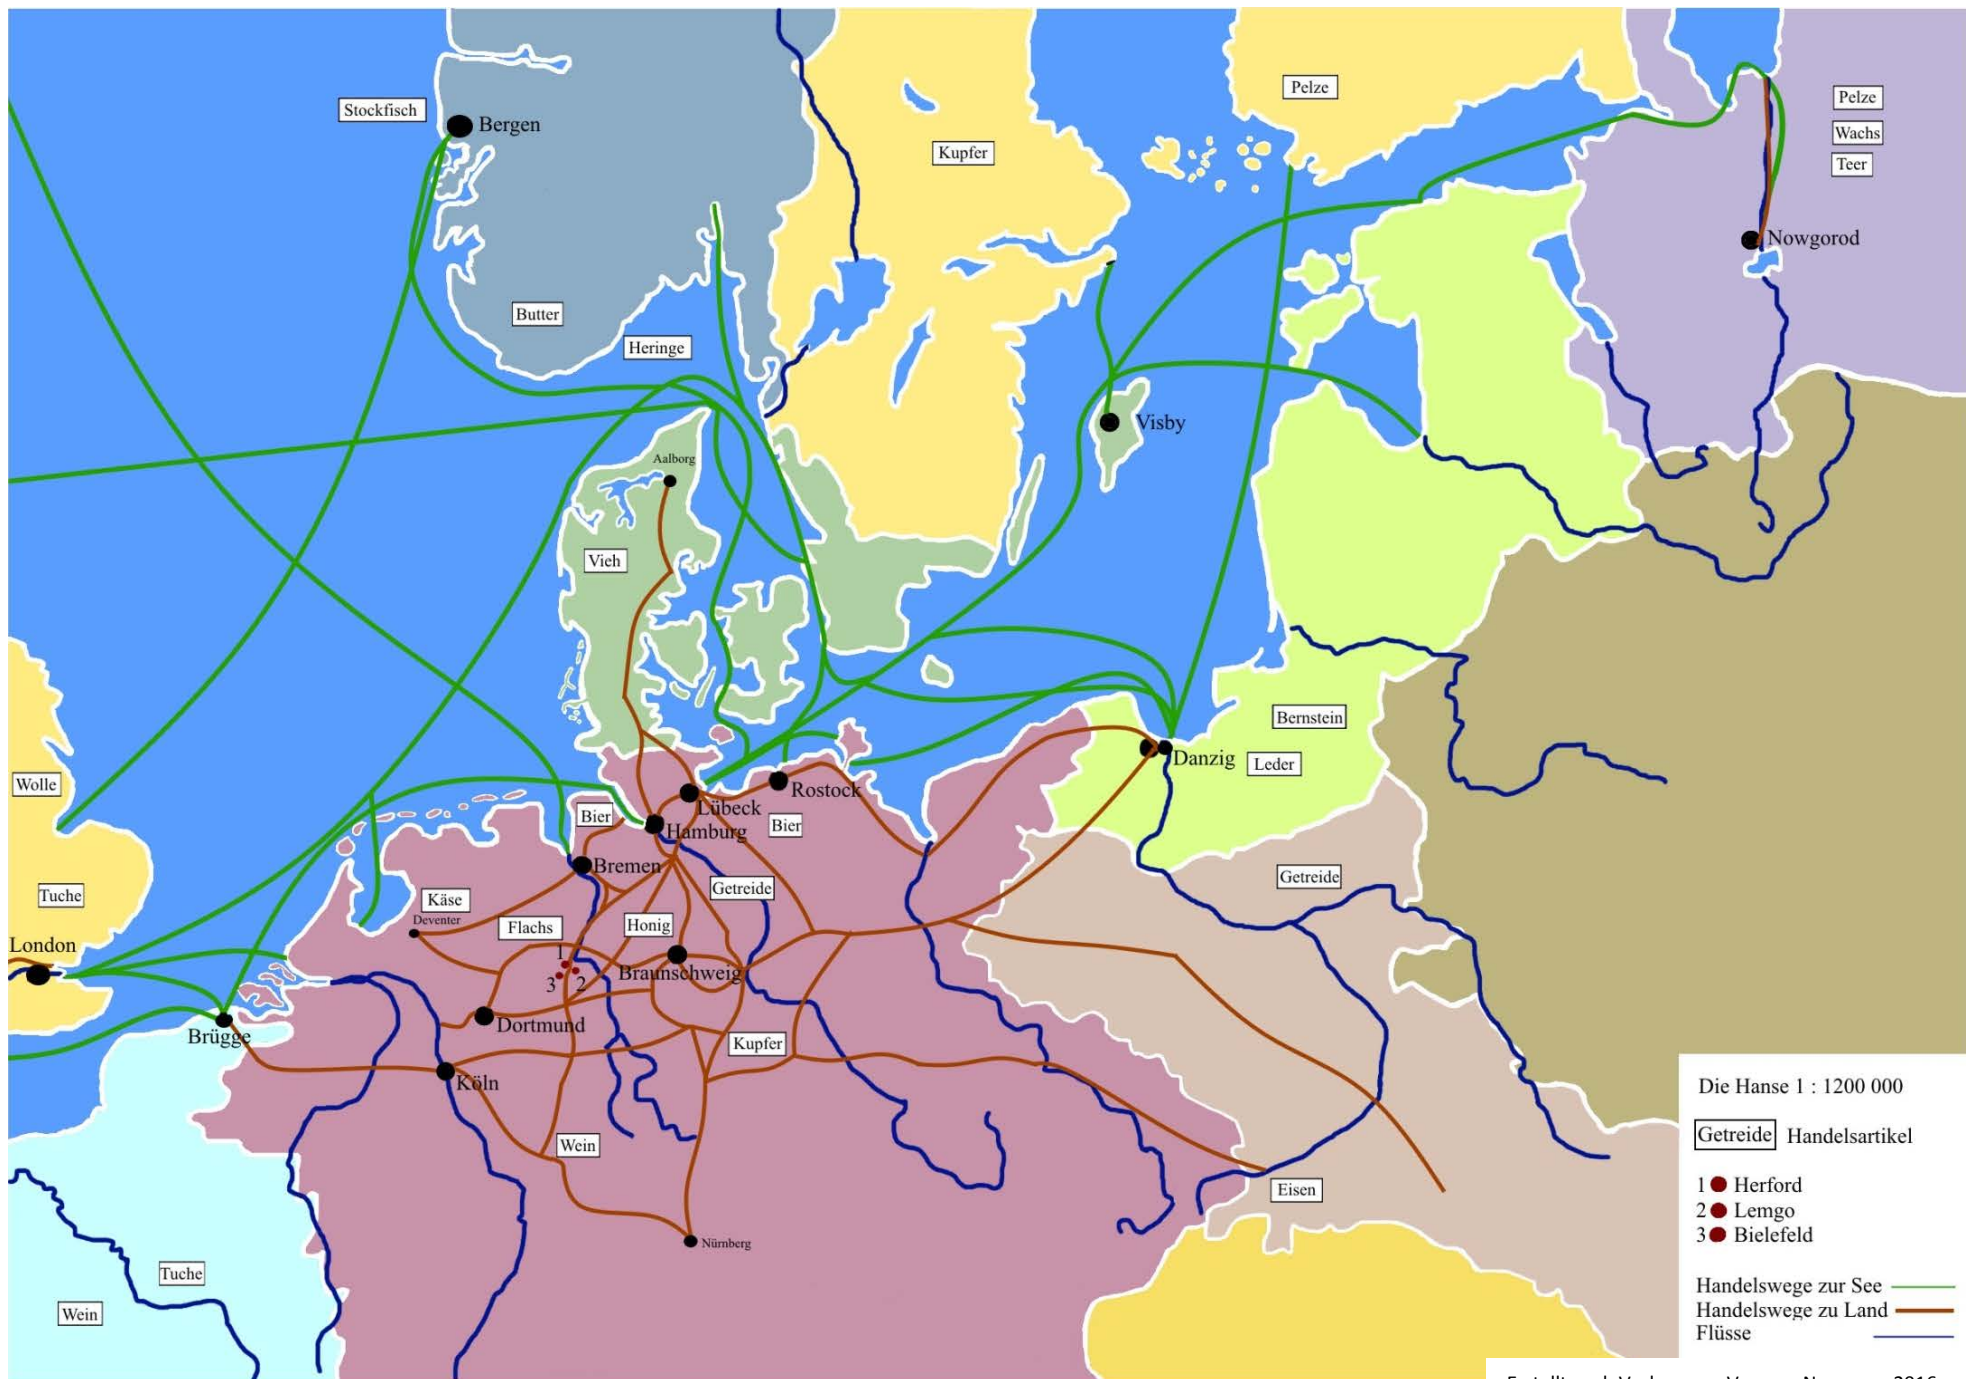 Stockfisch
Bergen
Kupfer
Pelze
Pelze
Wachs
Teer
Nowgorod
Butter
Heringe
Visby
Aalborg
Vieh
Bernstein
Danzig
Leder
Wolle
Rostock
Lübeck
Bier
Hamburg
Bier
Bremen
Getreide
Getreide
Tuche
Käse
Deventer
Flachs
Honig
London
1
Braunschweig
3
2
Dortmund
Brügge
Kupfer
Köln
Wein
Eisen
Nürnberg
Tuche
Wein
Die Hanse 1 : 1200 000
Getreide Handelsartikel
1 Herford
2 Lemgo
3 Bielefeld
Handelswege zur See
Handelswege zu Land
Flüsse